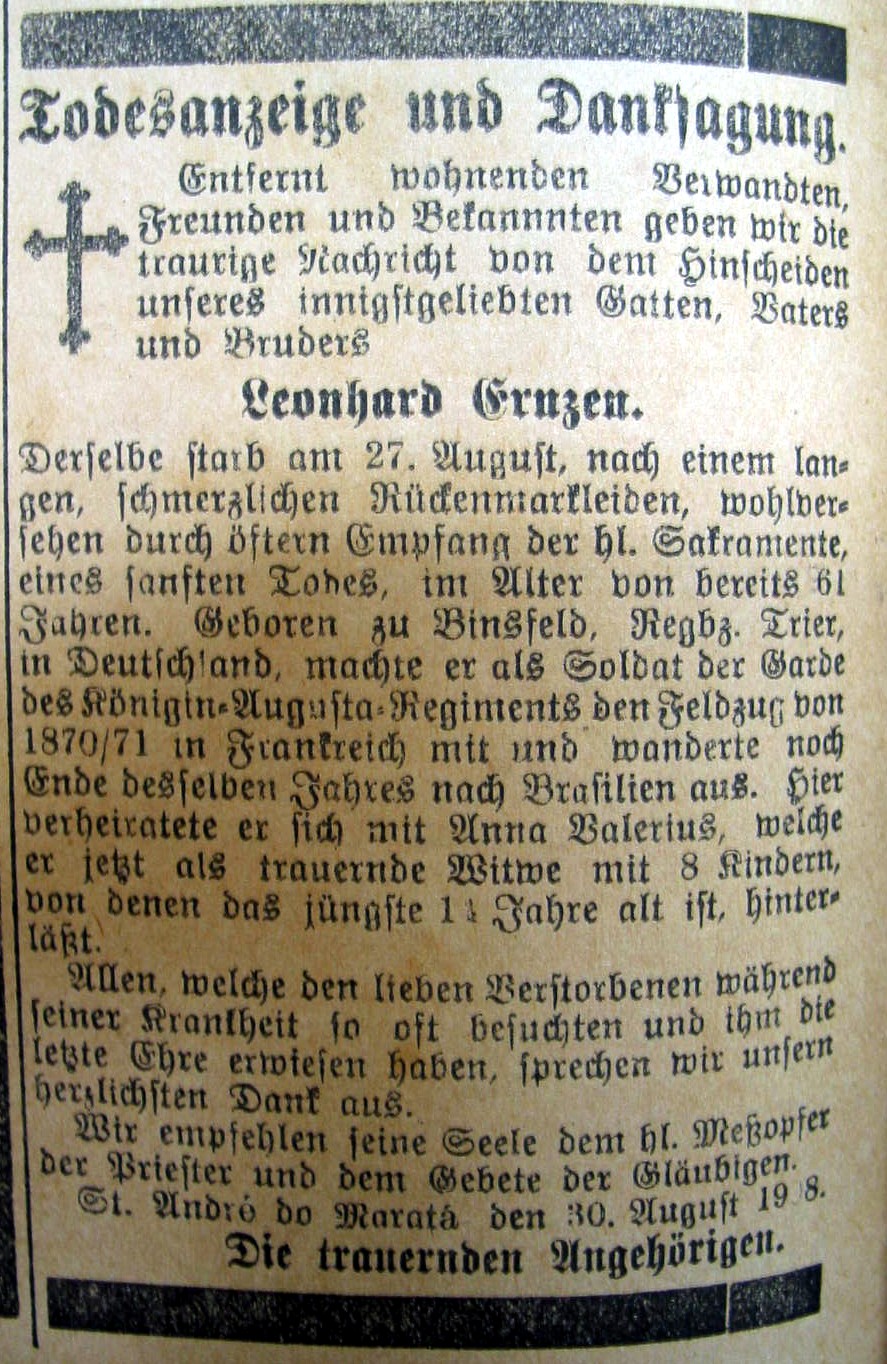 Todesanzeige und Danksagung.
Entfernt wohnenden Verwandten,
Freunden und Bekannnten geben wir die
traurige Nachricht von dem Hinscheiden
unseres innigstgeliebten Gatten, Vaters
und Bruders
Leonhard Ernzen.
Derselbe starb am 27. August, nach einem lan-
gen, schmerzlichen Rückenmarkleiden, wohlver-
sehen durch öftern Empfang der hl. Sakramente,
eines sanften Todes, im Alter von bereits 61
Jahren. Geboren zu Binsfeld, Regbz. Trier,
in Deutschland, machte er als Soldat der Garde
des Königin-Augusta-Regiments den Feldzug von
1870/71 in Frankreich mit und wanderte noch
Ende desselben Jahres nach Brasilien aus. Hier
verheiratete er sich mit Anna Valerius, welche
er jetzt als trauernde Witwe mit 8 Kindern,
von denen das jüngste Jahre alt ist, hinter-
läßt.
Allen, welche den lieben Verstorbenen während
seiner Krankheit so oft besuchten und ihm die
letzte Ehre erwiesen haben, sprechen wir unsern
herzlichsten Dank aus.
Wir empfehlen seine Seele dem hl. Meßopfer
der Priester und dem Gebete der Gläubigen.
St. André do Maratá den 30. August
Die trauernden Angehörigen.